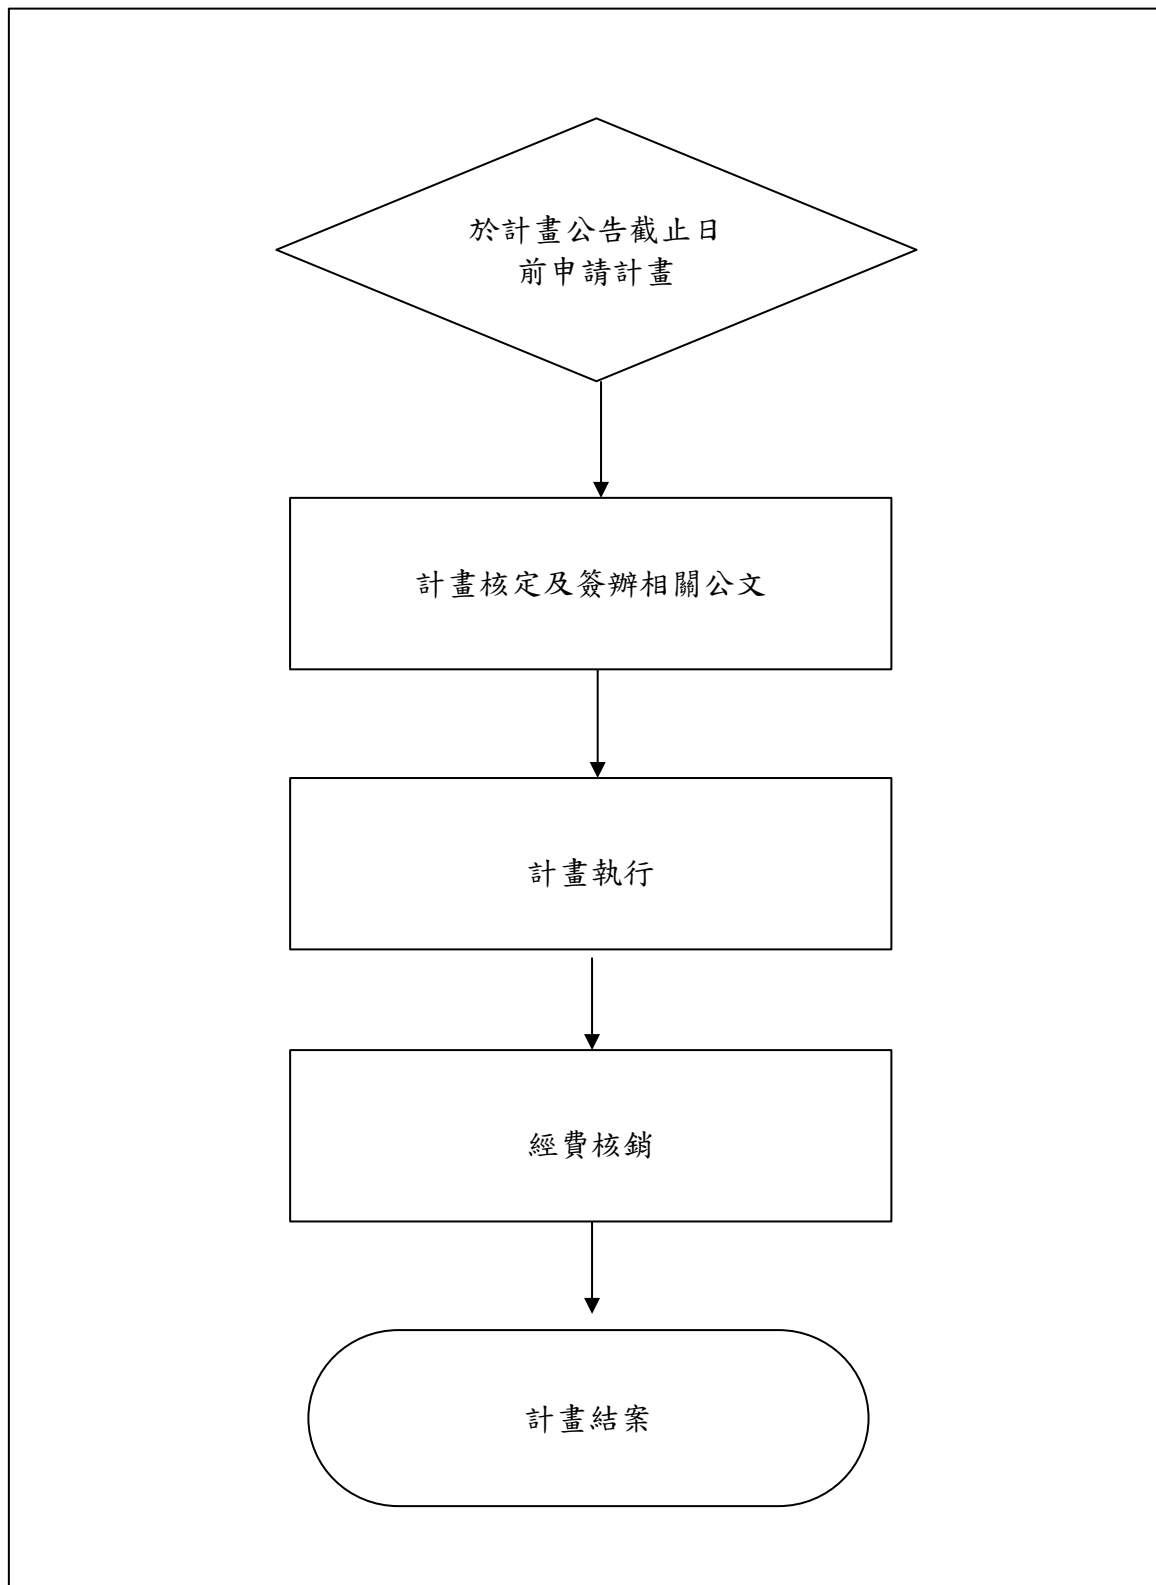 於計畫公告截止日
前申請計畫
計畫核定及簽辦相關公文
計畫執行
經費核銷
計畫結案